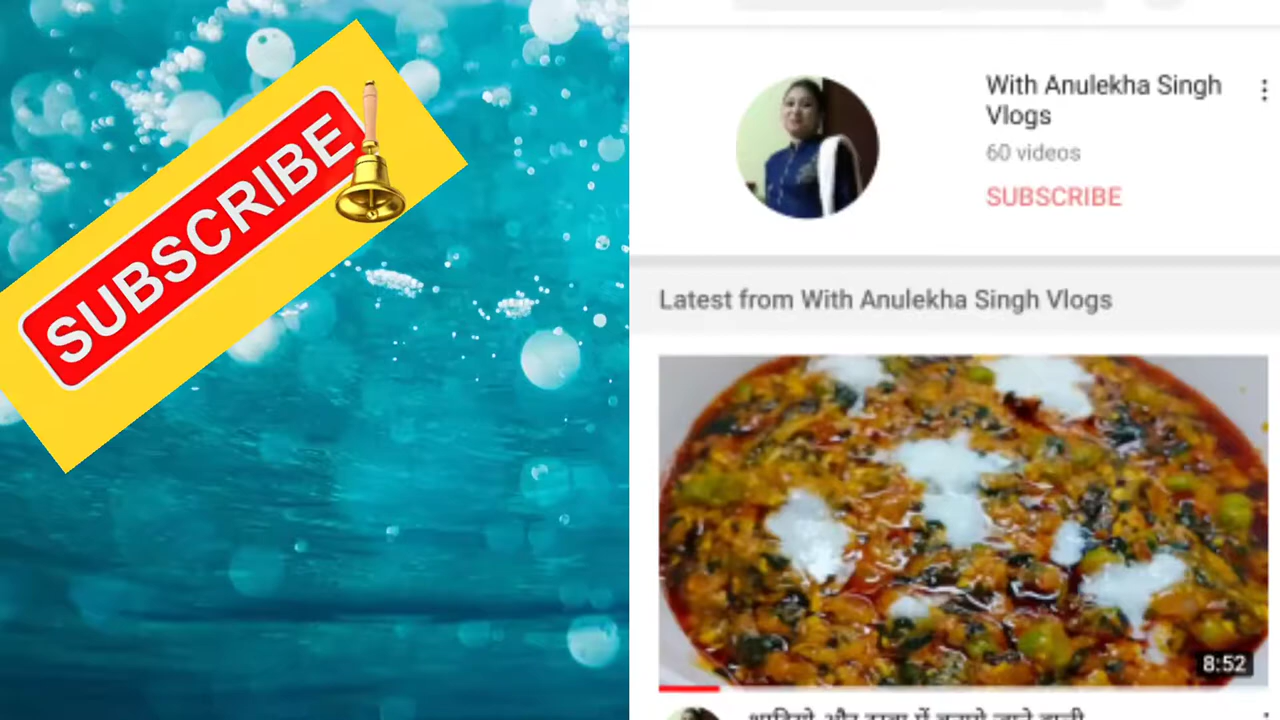 SUBSCRIBE
With Anulekha Singh
Vlogs
60 videos
SUBSCRIBE
Latest from With Anulekha Singh Vlogs
8:52